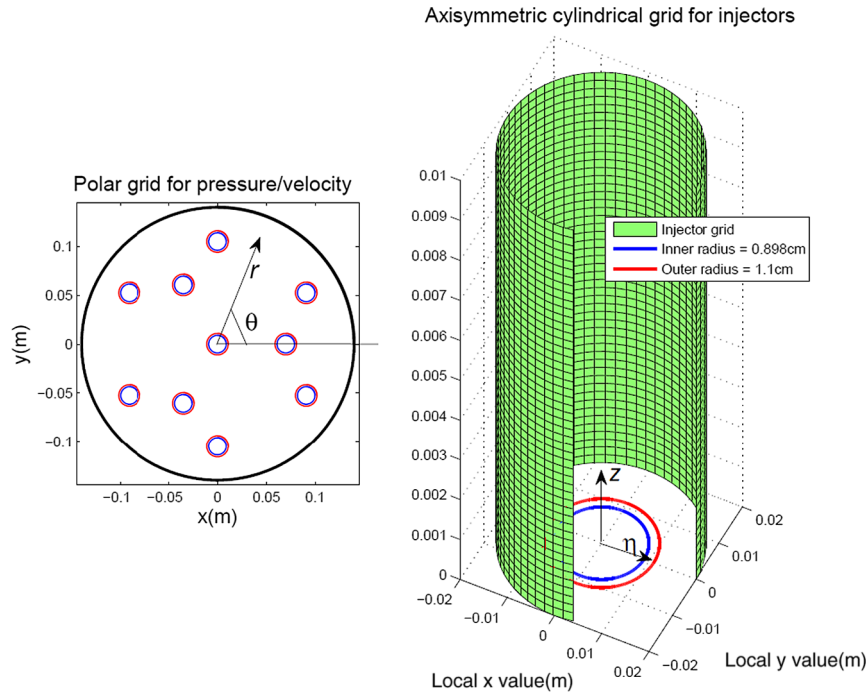 Axisymmetric cylindrical grid for injectors
Polar grid for pressure/velocity
0.1
0.05
0
−0.05
−0.1
y(m)
r
θ
−0.1
−0.05
0
0.05
0.1
x(m)
0.01
0.009
0.008
0.007
0.006
0.005
0.004
0.003
0.002
0.001
0
Injector grid
Inner radius = 0.898cm
Outer radius = 1.1cm
z
η
−0.02
−0.01
0
0.01
0.02
Local x value(m)
0.02
0.01
0
−0.01
−0.02
Local y value(m)